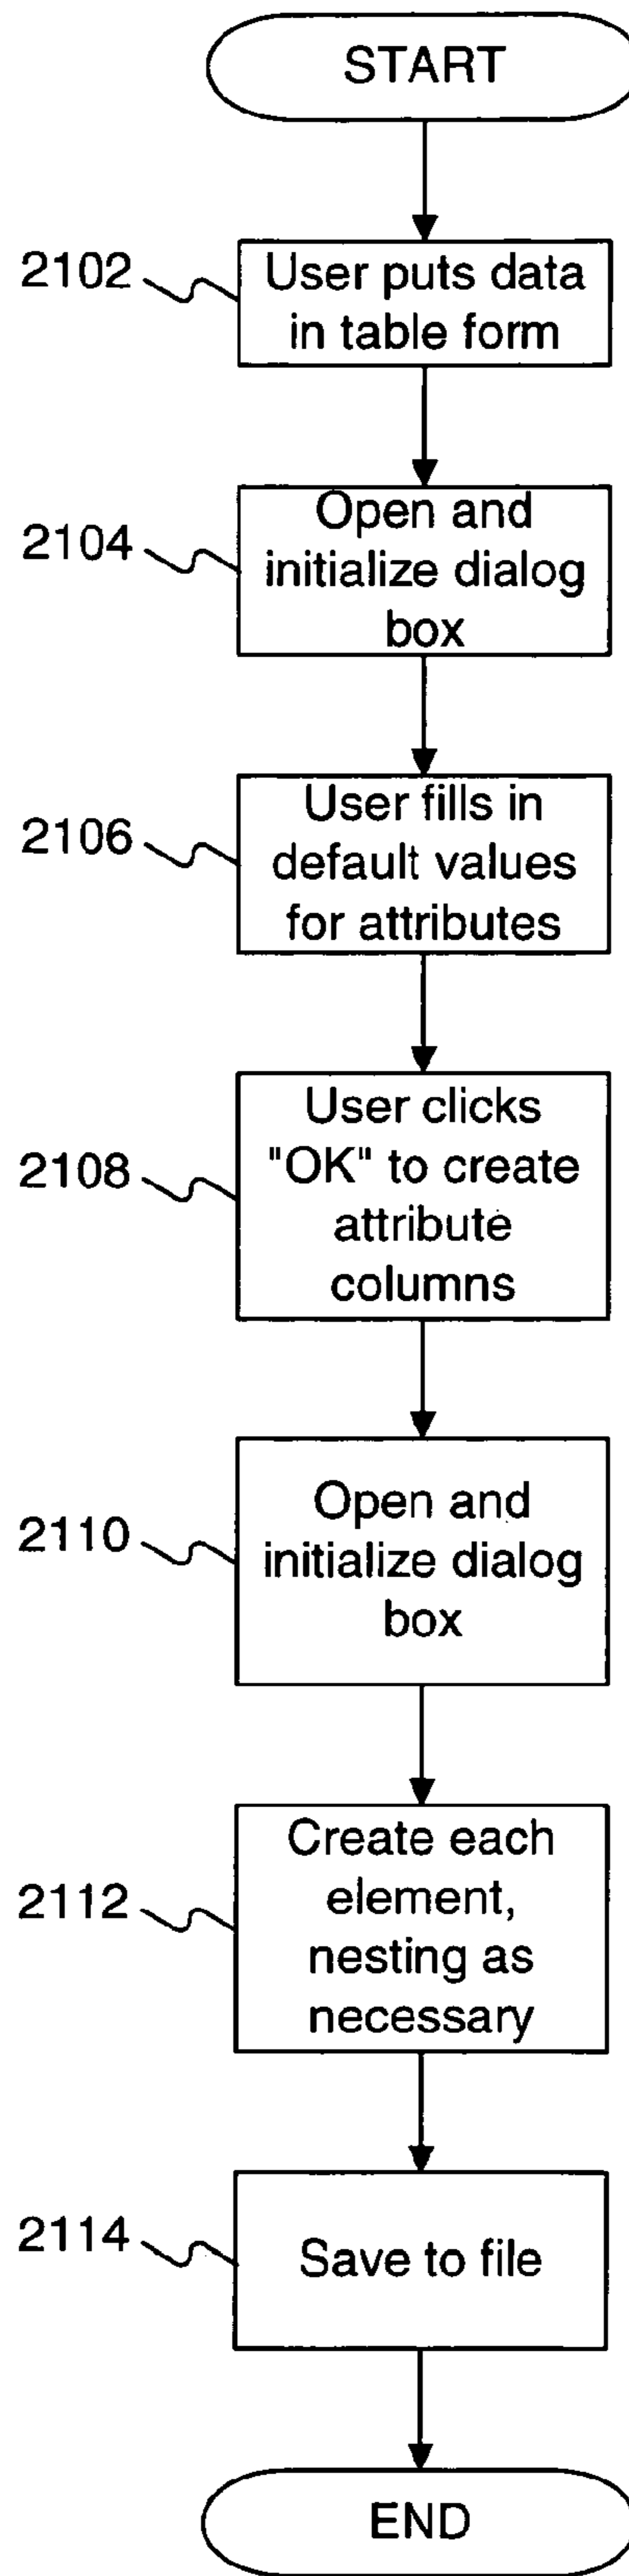 START
2102
User puts data
in table form
2104
Open and
initialize dialog
box
2106
User fills in
default values
for attributes
2108
User clicks
"OK" to create
attribute
columns
2110
Open and
initialize dialog
box
2112
Create each
element,
nesting as
necessary
2114
Save to file
END